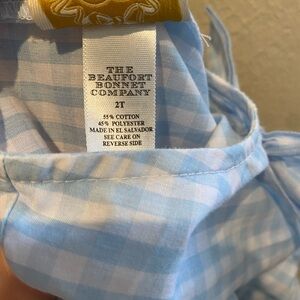 THE
BEAUFORT
BONNET
COMPANY
2T
55% COTTON
45% POLYESTER
MADE IN EL SALVADOR
SEE CARE ON
REVERSE SIDE